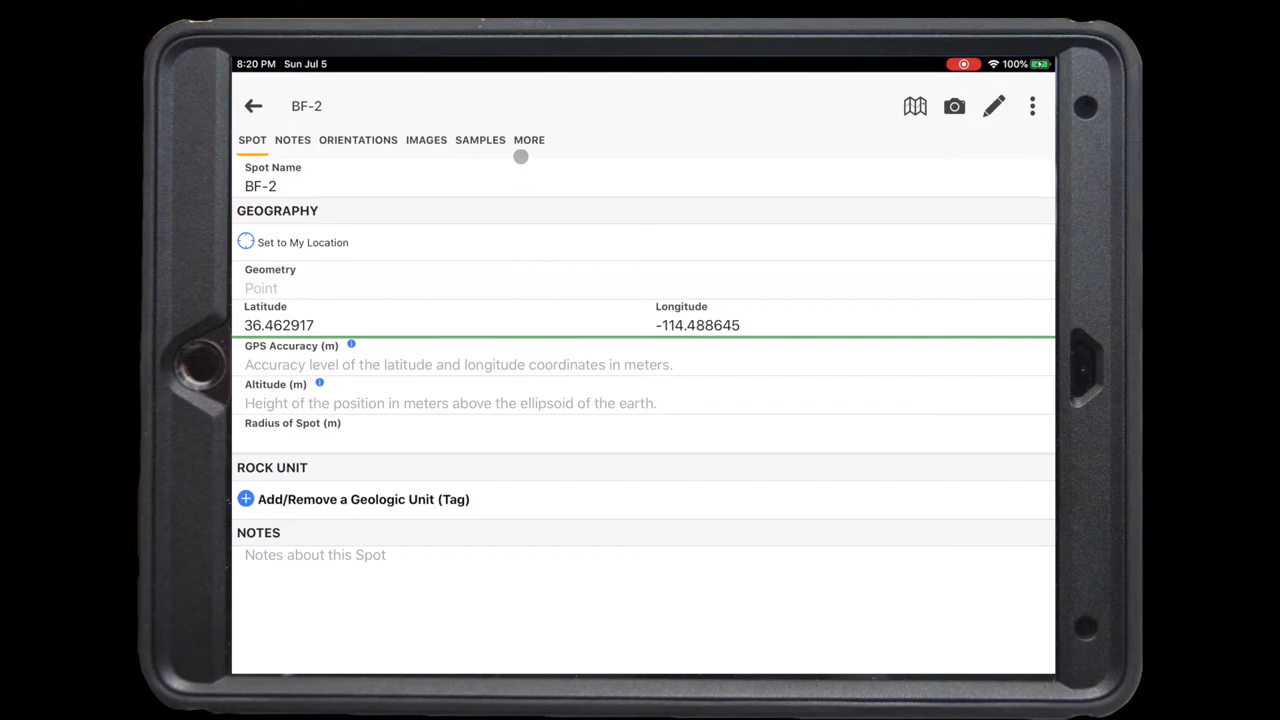 8:20 PM Sun Jul 5 100%
BF-2
SPOT NOTES ORIENTATIONS IMAGES SAMPLES MORE
Spot Name
BF-2
GEOGRAPHY
Set to My Location
Geometry
Point
Latitude Longitude
36.462917 -114.488645
GPS Accuracy (m)
Accuracy level of the latitude and longitude coordinates in meters.
Altitude (m)
Height of the position in meters above the ellipsoid of the earth.
Radius of Spot (m)
ROCK UNIT
Add/Remove a Geologic Unit (Tag)
NOTES
Notes about this Spot